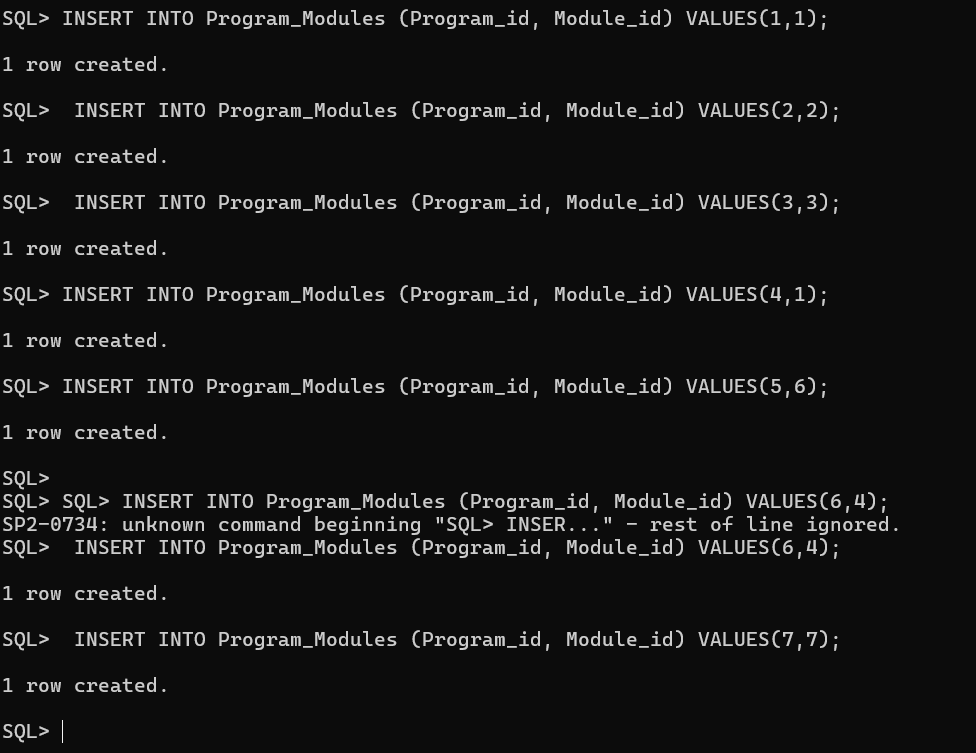 SQL> INSERT INTO Program_Modules (Program_id, Module_id) VALUES(1,1);
1 row created.
SQL>  INSERT INTO Program_Modules (Program_id, Module_id) VALUES(2,2);
1 row created.
SQL>  INSERT INTO Program_Modules (Program_id, Module_id) VALUES(3,3);
1 row created.
SQL> INSERT INTO Program_Modules (Program_id, Module_id) VALUES(4,1);
1 row created.
SQL> INSERT INTO Program_Modules (Program_id, Module_id) VALUES(5,6);
1 row created.
SQL>
SQL> SQL> INSERT INTO Program_Modules (Program_id, Module_id) VALUES(6,4);
SP2-0734: unknown command beginning "SQL> INSER..." - rest of line ignored.
SQL>  INSERT INTO Program_Modules (Program_id, Module_id) VALUES(6,4);
1 row created.
SQL>  INSERT INTO Program_Modules (Program_id, Module_id) VALUES(7,7);
1 row created.
SQL>